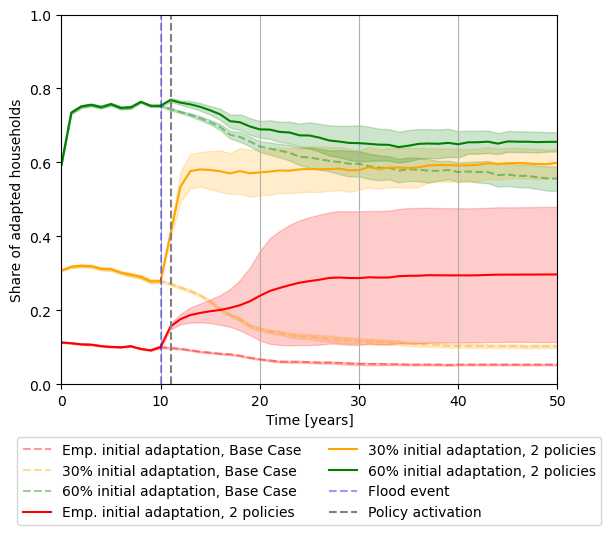 1.0
0.8
0.6
0.4
0.2
0.0
Share of adapted households
0 10 20 30 40 50
Time [years]
Emp. initial adaptation, Base Case
30% initial adaptation, Base Case
60% initial adaptation, Base Case
Emp. initial adaptation, 2 policies
30% initial adaptation, 2 policies
60% initial adaptation, 2 policies
Flood event
Policy activation